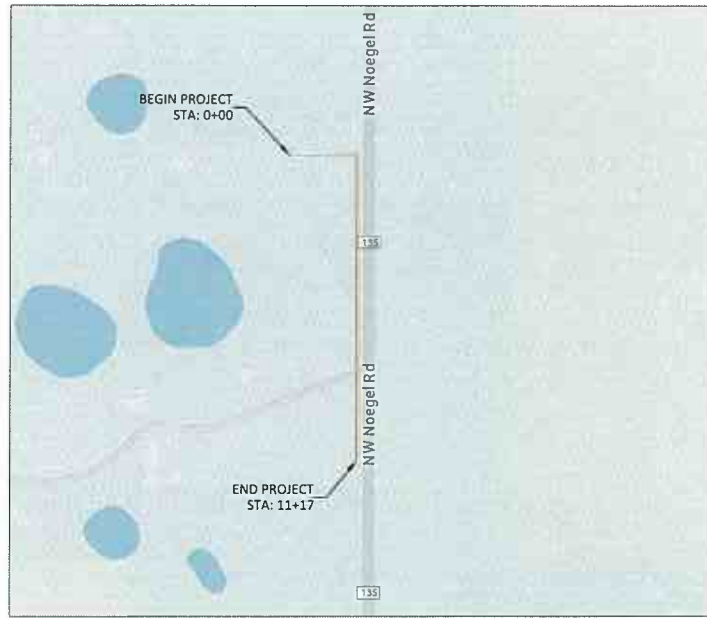 NW Noegel Rd
BEGIN PROJECT
STA: 0+00
135
NW Noegel Rd
END PROJECT
STA: 11+17
135